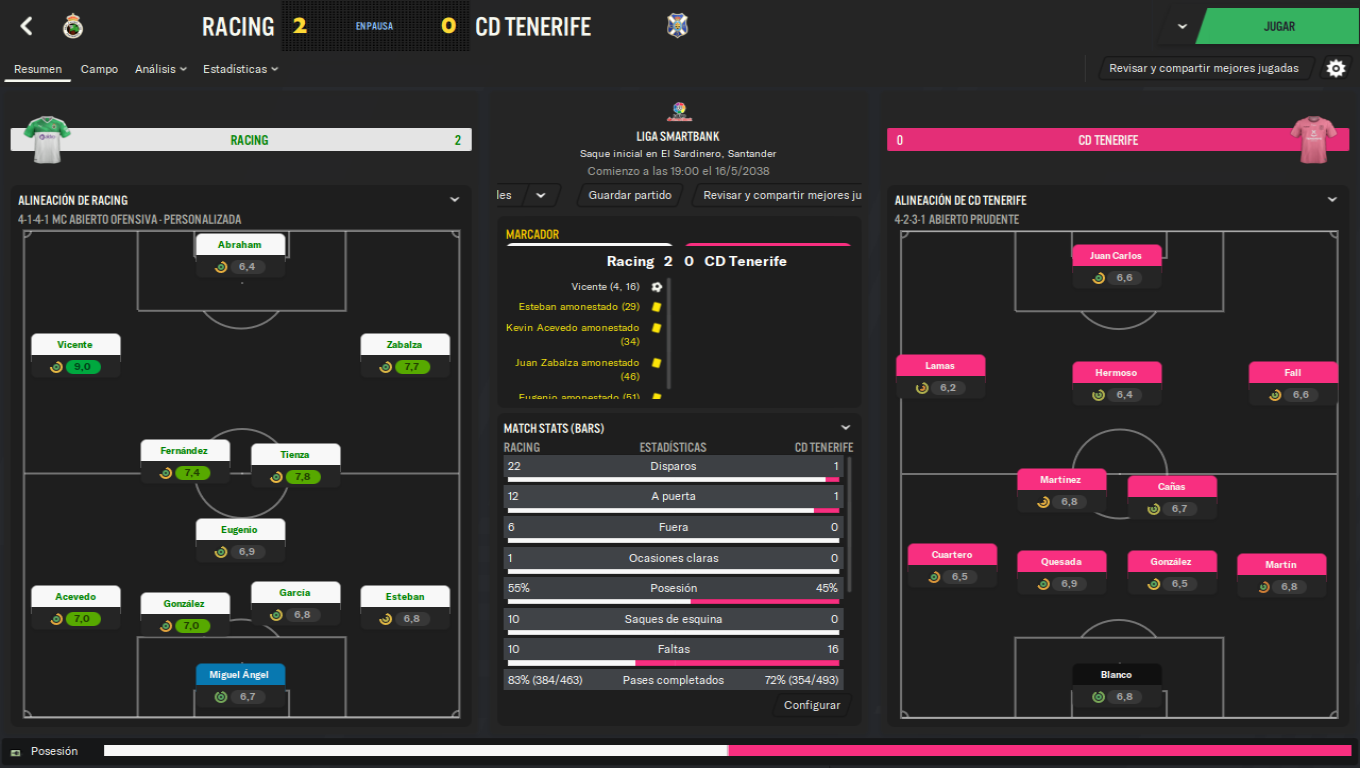 RACING 2 EN PAUSA 0 CD TENERIFE
JUGAR
Resumen Campo Análisis Estadísticas
Revisar y compartir mejores jugadas
RACING 2
LIGA SMARTBANK
Saque inicial en El Sardinero, Santander
Comienzo a las 19:00 el 16/5/2038
les Guardar partido Revisar y compartir mejores ju
0 CD TENERIFE
ALINEACIÓN DE RACING
4-1-4-1 MC ABIERTO OFENSIVA - PERSONALIZADA
Abraham
6,4
Vicente
9,0
Zabalza
7,7
Fernández
7,4
Tienza
7,8
Eugenio
6,9
Acevedo
7,0
González
7,0
García
6,8
Esteban
6,8
Miguel Ángel
6,7
MARCADOR
Racing 2 0 CD Tenerife
Vicente (4, 16)
Esteban amonestado (29)
Kevin Acevedo amonestado
(34)
Juan Zabalza amonestado
(46)
Eugenio amonestado (51)
MATCH STATS (BARS)
RACING ESTADÍSTICAS CD TENERIFE
22 Disparos 1
12 A puerta 1
6 Fuera 0
1 Ocasiones claras 0
55% Posesión 45%
10 Saques de esquina 0
10 Faltas 16
83% (384/463) Pases completados 72% (354/493)
Configurar
ALINEACIÓN DE CD TENERIFE
4-2-3-1 ABIERTO PRUDENTE
Juan Carlos
6,6
Lamas
6,2
Hermoso
6,4
Fall
6,6
Martínez
6,8
Cañas
6,7
Cuartero
6,5
Quesada
6,9
González
6,5
Martín
6,8
Blanco
6,8
Posesión